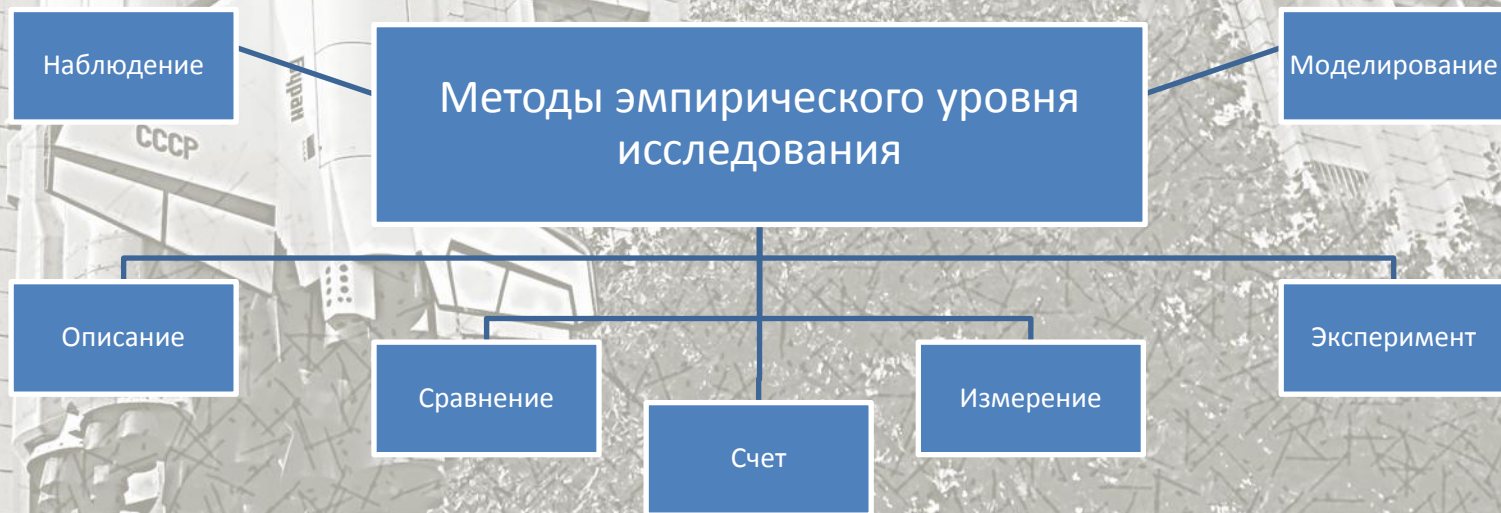 Наблюдение
Методы эмпирического уровня
исследования
Моделирование
Буран
СССР
Описание
Сравнение
Счет
Измерение
Эксперимент